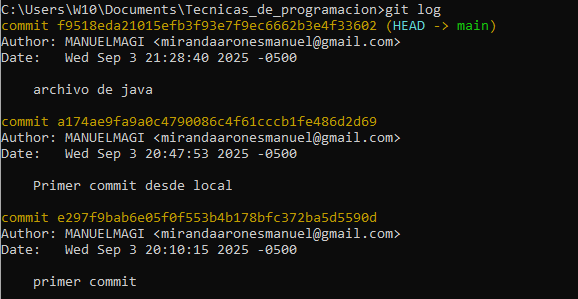 C:\Users\W10\Documents\Tecnicas_de_programacion>git log
commit f9518eda21015efb3f93e7f9ec6662b3e4f33602 (HEAD -> main)
Author: MANUELMAGI <mirandaaronesmanuel@gmail.com>
Date:   Wed Sep 3 21:28:40 2025 -0500
archivo de java
commit a174ae9fa9a0c4790086c4f61cccb1fe486d2d69
Author: MANUELMAGI <mirandaaronesmanuel@gmail.com>
Date:   Wed Sep 3 20:47:53 2025 -0500
Primer commit desde local
commit e297f9bab6e05f0f553b4b178bfc372ba5d5590d
Author: MANUELMAGI <mirandaaronesmanuel@gmail.com>
Date:   Wed Sep 3 20:10:15 2025 -0500
primer commit